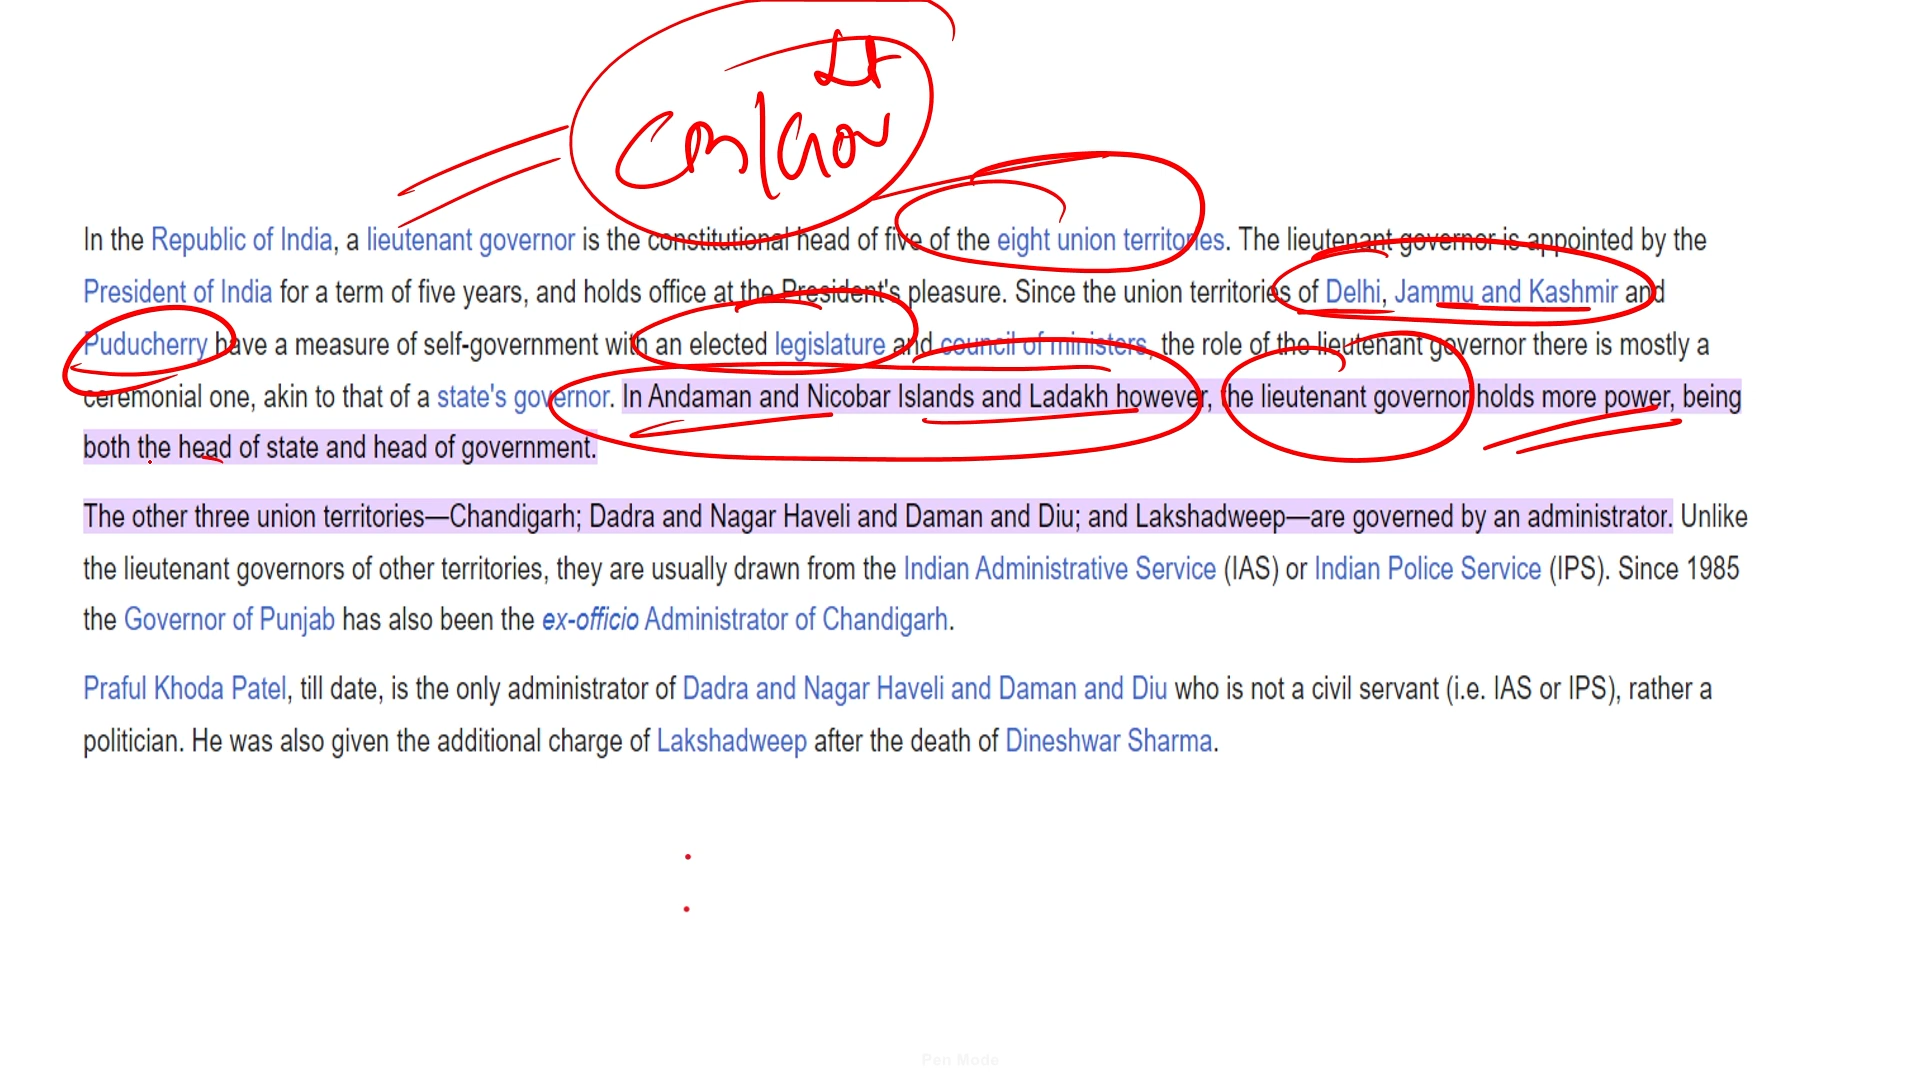 Lt
Cm/Gov
In the Republic of India, a lieutenant governor is the constitutional head of five of the eight union territories. The lieutenant governor is appointed by the
President of India for a term of five years, and holds office at the President's pleasure. Since the union territories of Delhi, Jammu and Kashmir and
Puducherry have a measure of self-government with an elected legislature and council of ministers, the role of the lieutenant governor there is mostly a
ceremonial one, akin to that of a state's governor. In Andaman and Nicobar Islands and Ladakh however, the lieutenant governor holds more power, being
both the head of state and head of government.
The other three union territories—Chandigarh; Dadra and Nagar Haveli and Daman and Diu; and Lakshadweep—are governed by an administrator. Unlike
the lieutenant governors of other territories, they are usually drawn from the Indian Administrative Service (IAS) or Indian Police Service (IPS). Since 1985
the Governor of Punjab has also been the ex-officio Administrator of Chandigarh.
Praful Khoda Patel, till date, is the only administrator of Dadra and Nagar Haveli and Daman and Diu who is not a civil servant (i.e. IAS or IPS), rather a
politician. He was also given the additional charge of Lakshadweep after the death of Dineshwar Sharma.
Pen Mode